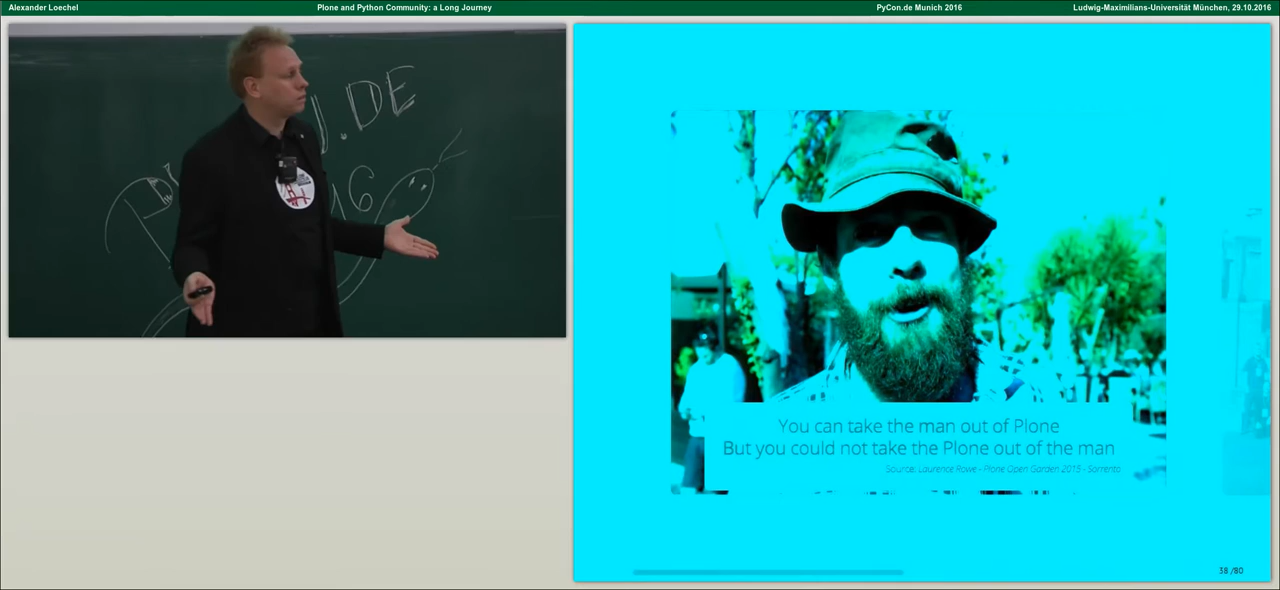 Alexander Loechel
Plone and Python Community: a Long Journey
PyCon.de Munich 2016
Ludwig-Maximilians-Universität München, 29.10.2016
.DE
16
You can take the man out of Plone
But you could not take the Plone out of the man
Source: Laurence Rowe - Plone Open Garden 2015 - Sorrento
38 /80